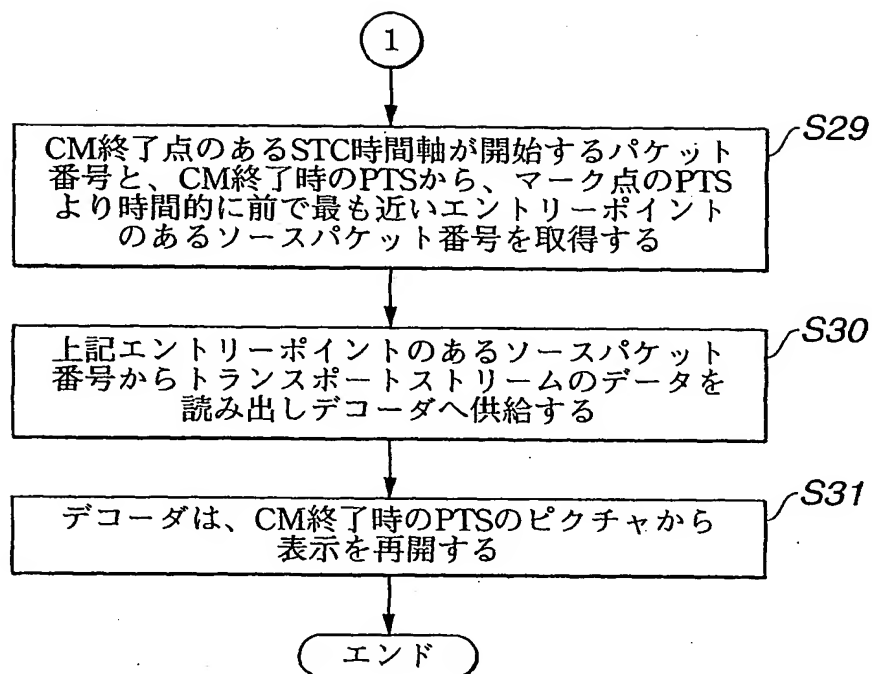 1
S29
CM終了点のあるSTC時間軸が開始するパケット
番号と、CM終了時のPTSから、マーク点のPTS
より時間的に前で最も近いエントリーポイント
のあるソースパケット番号を取得する
S30
上記エントリーポイントのあるソースパケット
番号からトランスポートストリームのデータを
読み出しデコーダへ供給する
S31
デコーダは、CM終了時のPTSのピクチャから
表示を再開する
エンド